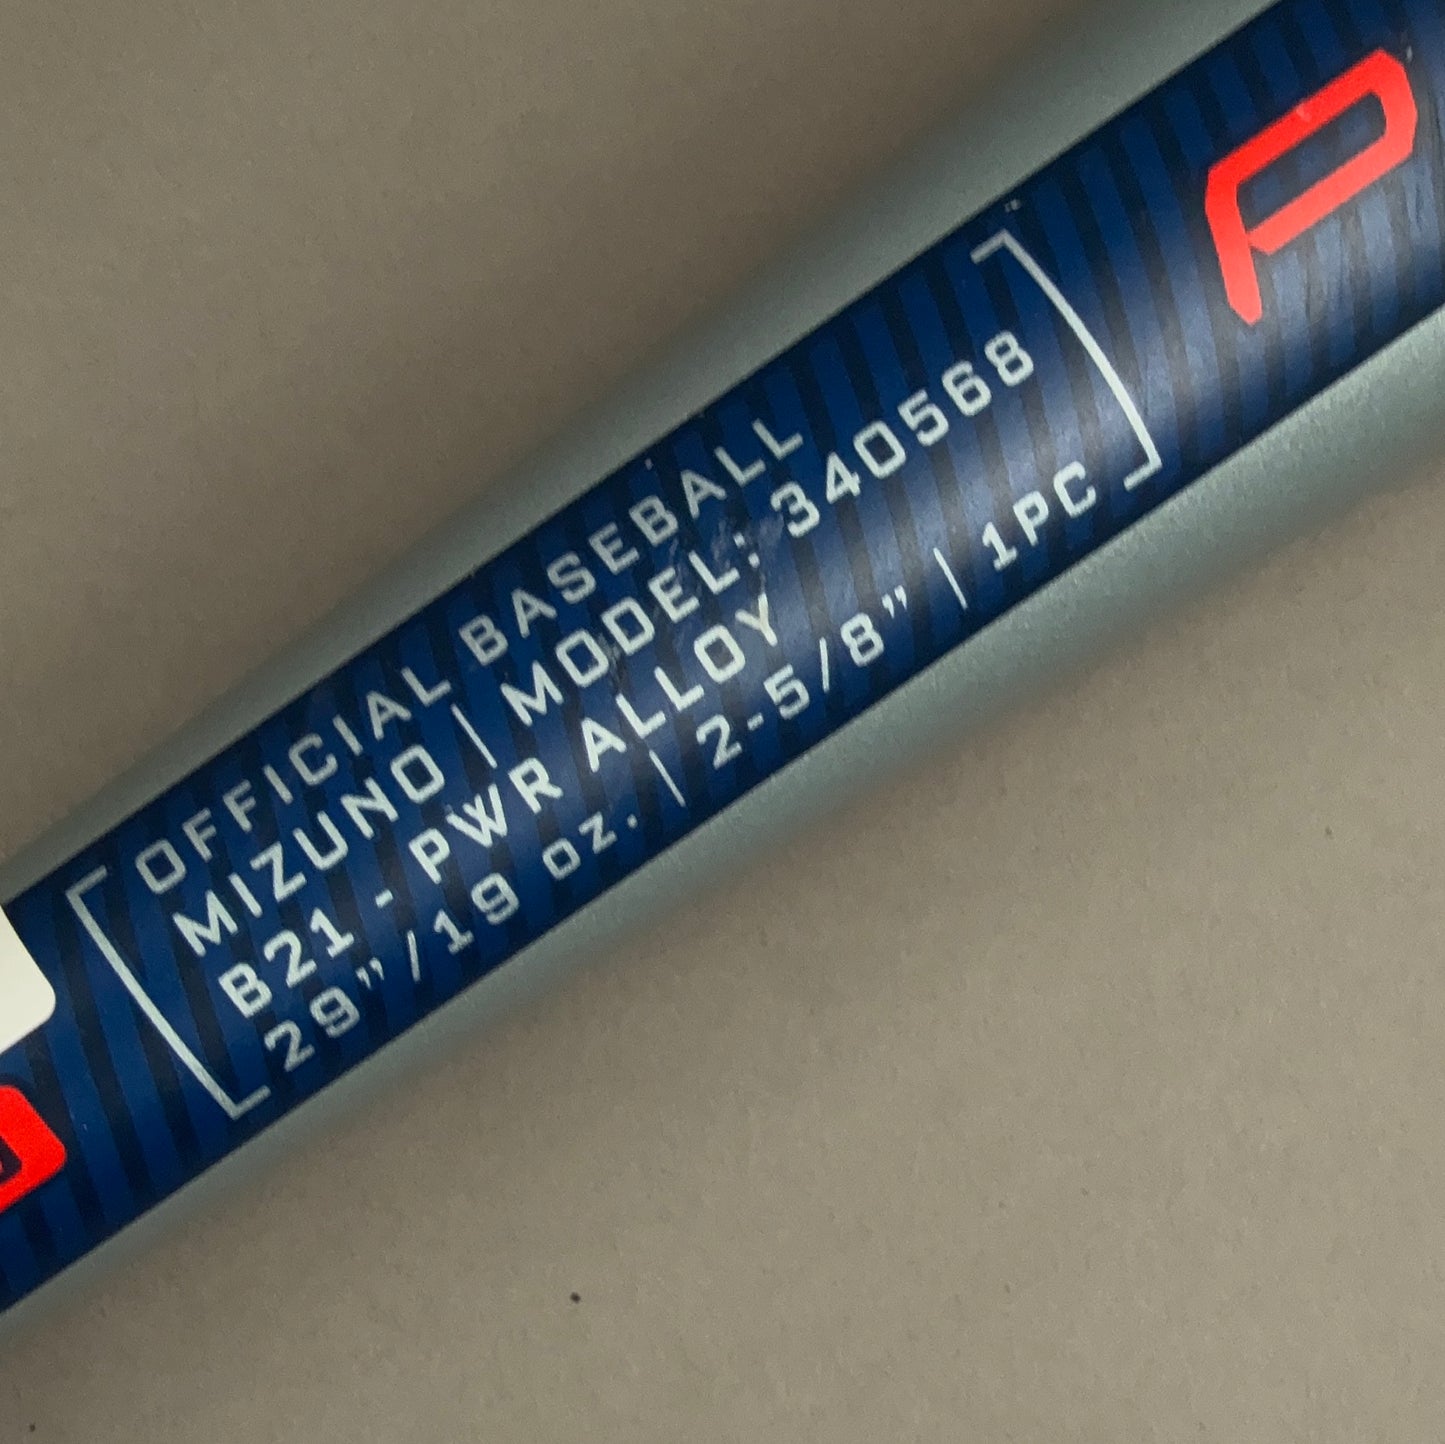 OFFICIAL BASEBALL
MIZUNO | MODEL: 340568
B21 - PWR ALLOY
29”/19 oz. | 2-5/8” | 1PC
P